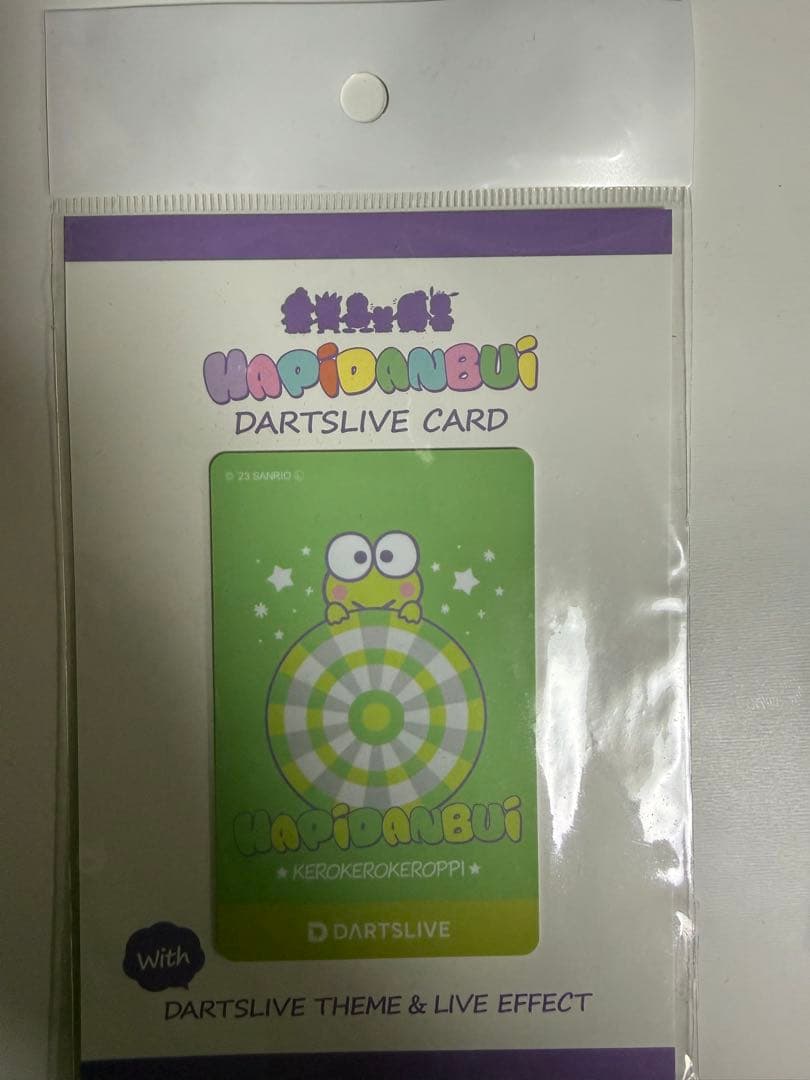 HAPiDANBUi
DARTSLIVE CARD
© '23 SANRIO Ⓛ
HAPiDANBUi
★KEROKEROKEROPPI★
D DARTSLIVE
With
DARTSLIVE THEME & LIVE EFFECT